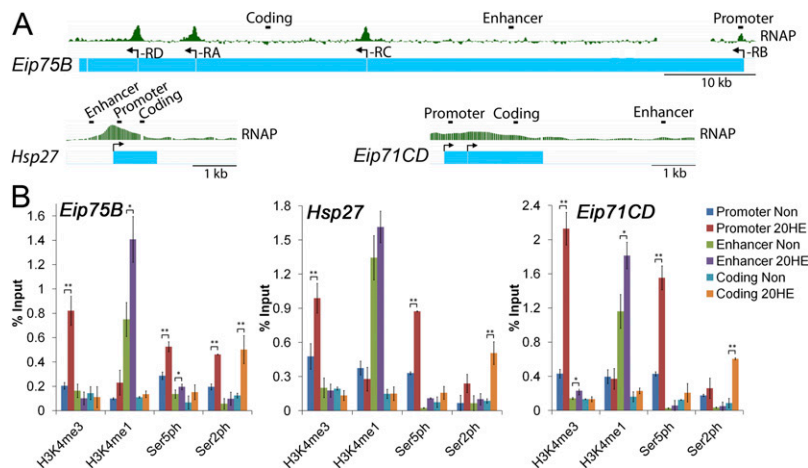 A
Coding
Enhancer
Promoter
RNAP
-RD
-RA
-RC
-RB
Eip75B
10 kb
Enhancer
Promoter
Coding
RNAP
Hsp27
1 kb
Promoter
Coding
Enhancer
RNAP
Eip71CD
1 kb
B
Eip75B
% Input
1.6
1.4
1.2
1
0.8
0.6
0.4
0.2
0
**
*
**
*
**
**
H3K4me3
H3K4me1
Ser5ph
Ser2ph
Hsp27
% Input
1.8
1.5
1.2
0.9
0.6
0.3
0
**
**
**
H3K4me3
H3K4me1
Ser5ph
Ser2ph
Eip71CD
% Input
2.4
2
1.6
1.2
0.8
0.4
0
**
*
*
**
**
H3K4me3
H3K4me1
Ser5ph
Ser2ph
Promoter Non
Promoter 20HE
Enhancer Non
Enhancer 20HE
Coding Non
Coding 20HE